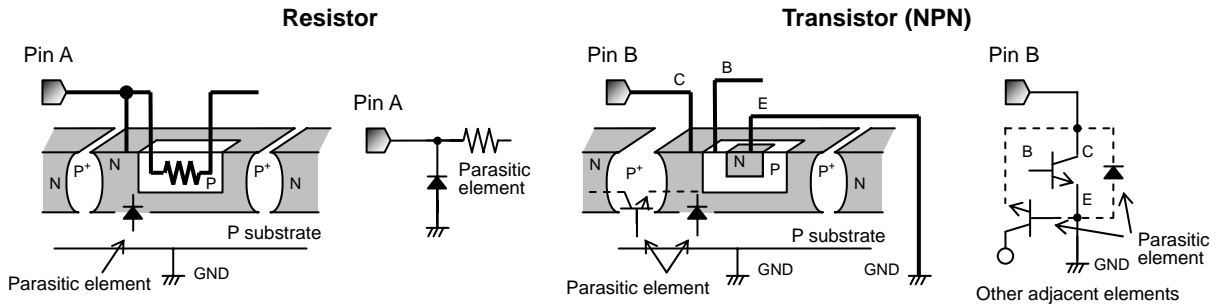 Resistor
Transistor (NPN)
Pin A
Pin A
Parasitic
element
N
P+
N
P
P+
N
P substrate
Parasitic element
GND
Pin B
C
B
E
N
P+
N
N
P
P+
N
P substrate
Parasitic element
GND
GND
Pin B
B
C
E
Parasitic
element
GND
Other adjacent elements